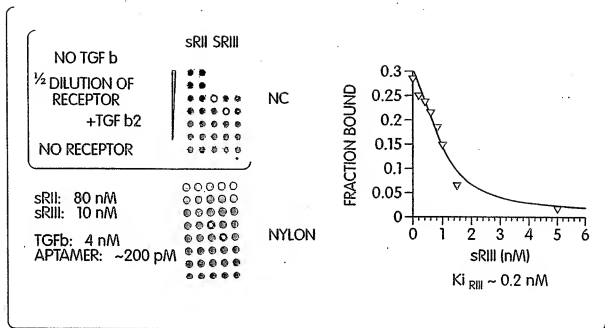 sRII SRIII
NO TGF b
½ DILUTION OF
RECEPTOR
+TGF b2
NO RECEPTOR
NC
sRII: 80 nM
sRIII: 10 nM
TGFb: 4 nM
APTAMER: ~200 pM
NYLON
FRACTION BOUND
0.3
0.25
0.2
0.15
0.1
0.05
0
0 1 2 3 4 5 6
sRIII (nM)
Ki RIII ~ 0.2 nM